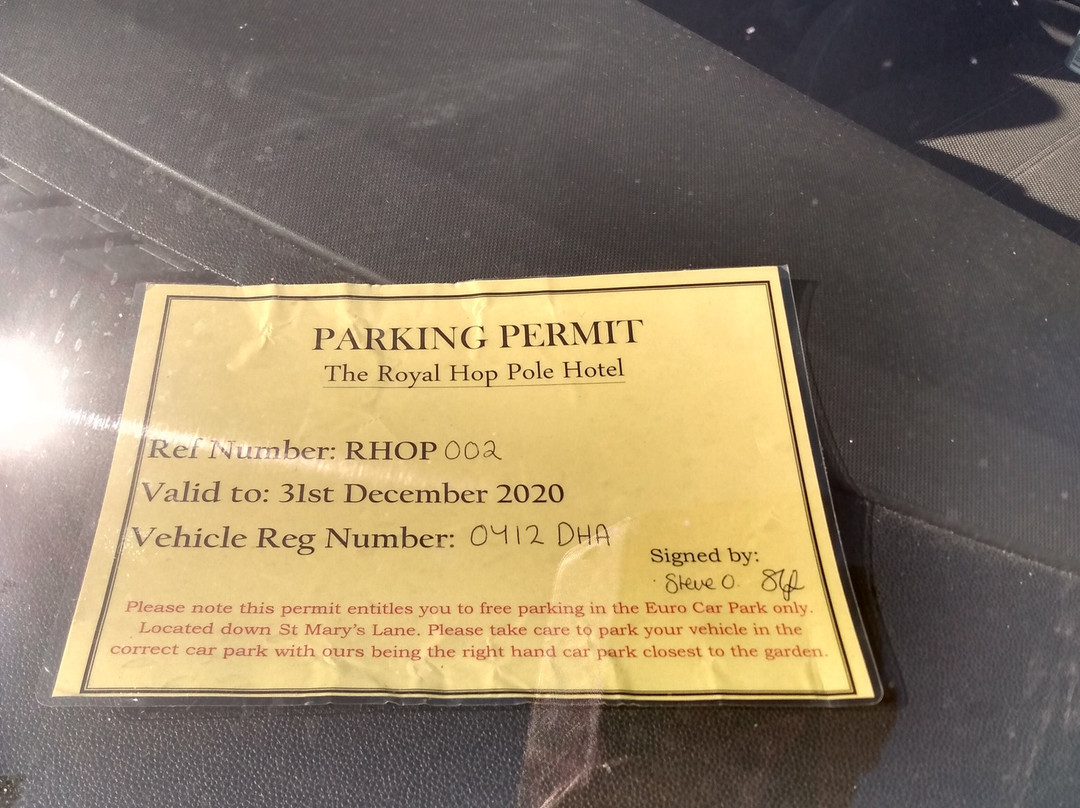 PARKING PERMIT
The Royal Hop Pole Hotel
Ref Number: RHOP 002
Valid to: 31st December 2020
Vehicle Reg Number: OY12 DHA
Signed by:
Steve O.
Please note this permit entitles you to free parking in the Euro Car Park only.
Located down St Mary's Lane. Please take care to park your vehicle in the
correct car park with ours being the right hand car park closest to the garden.